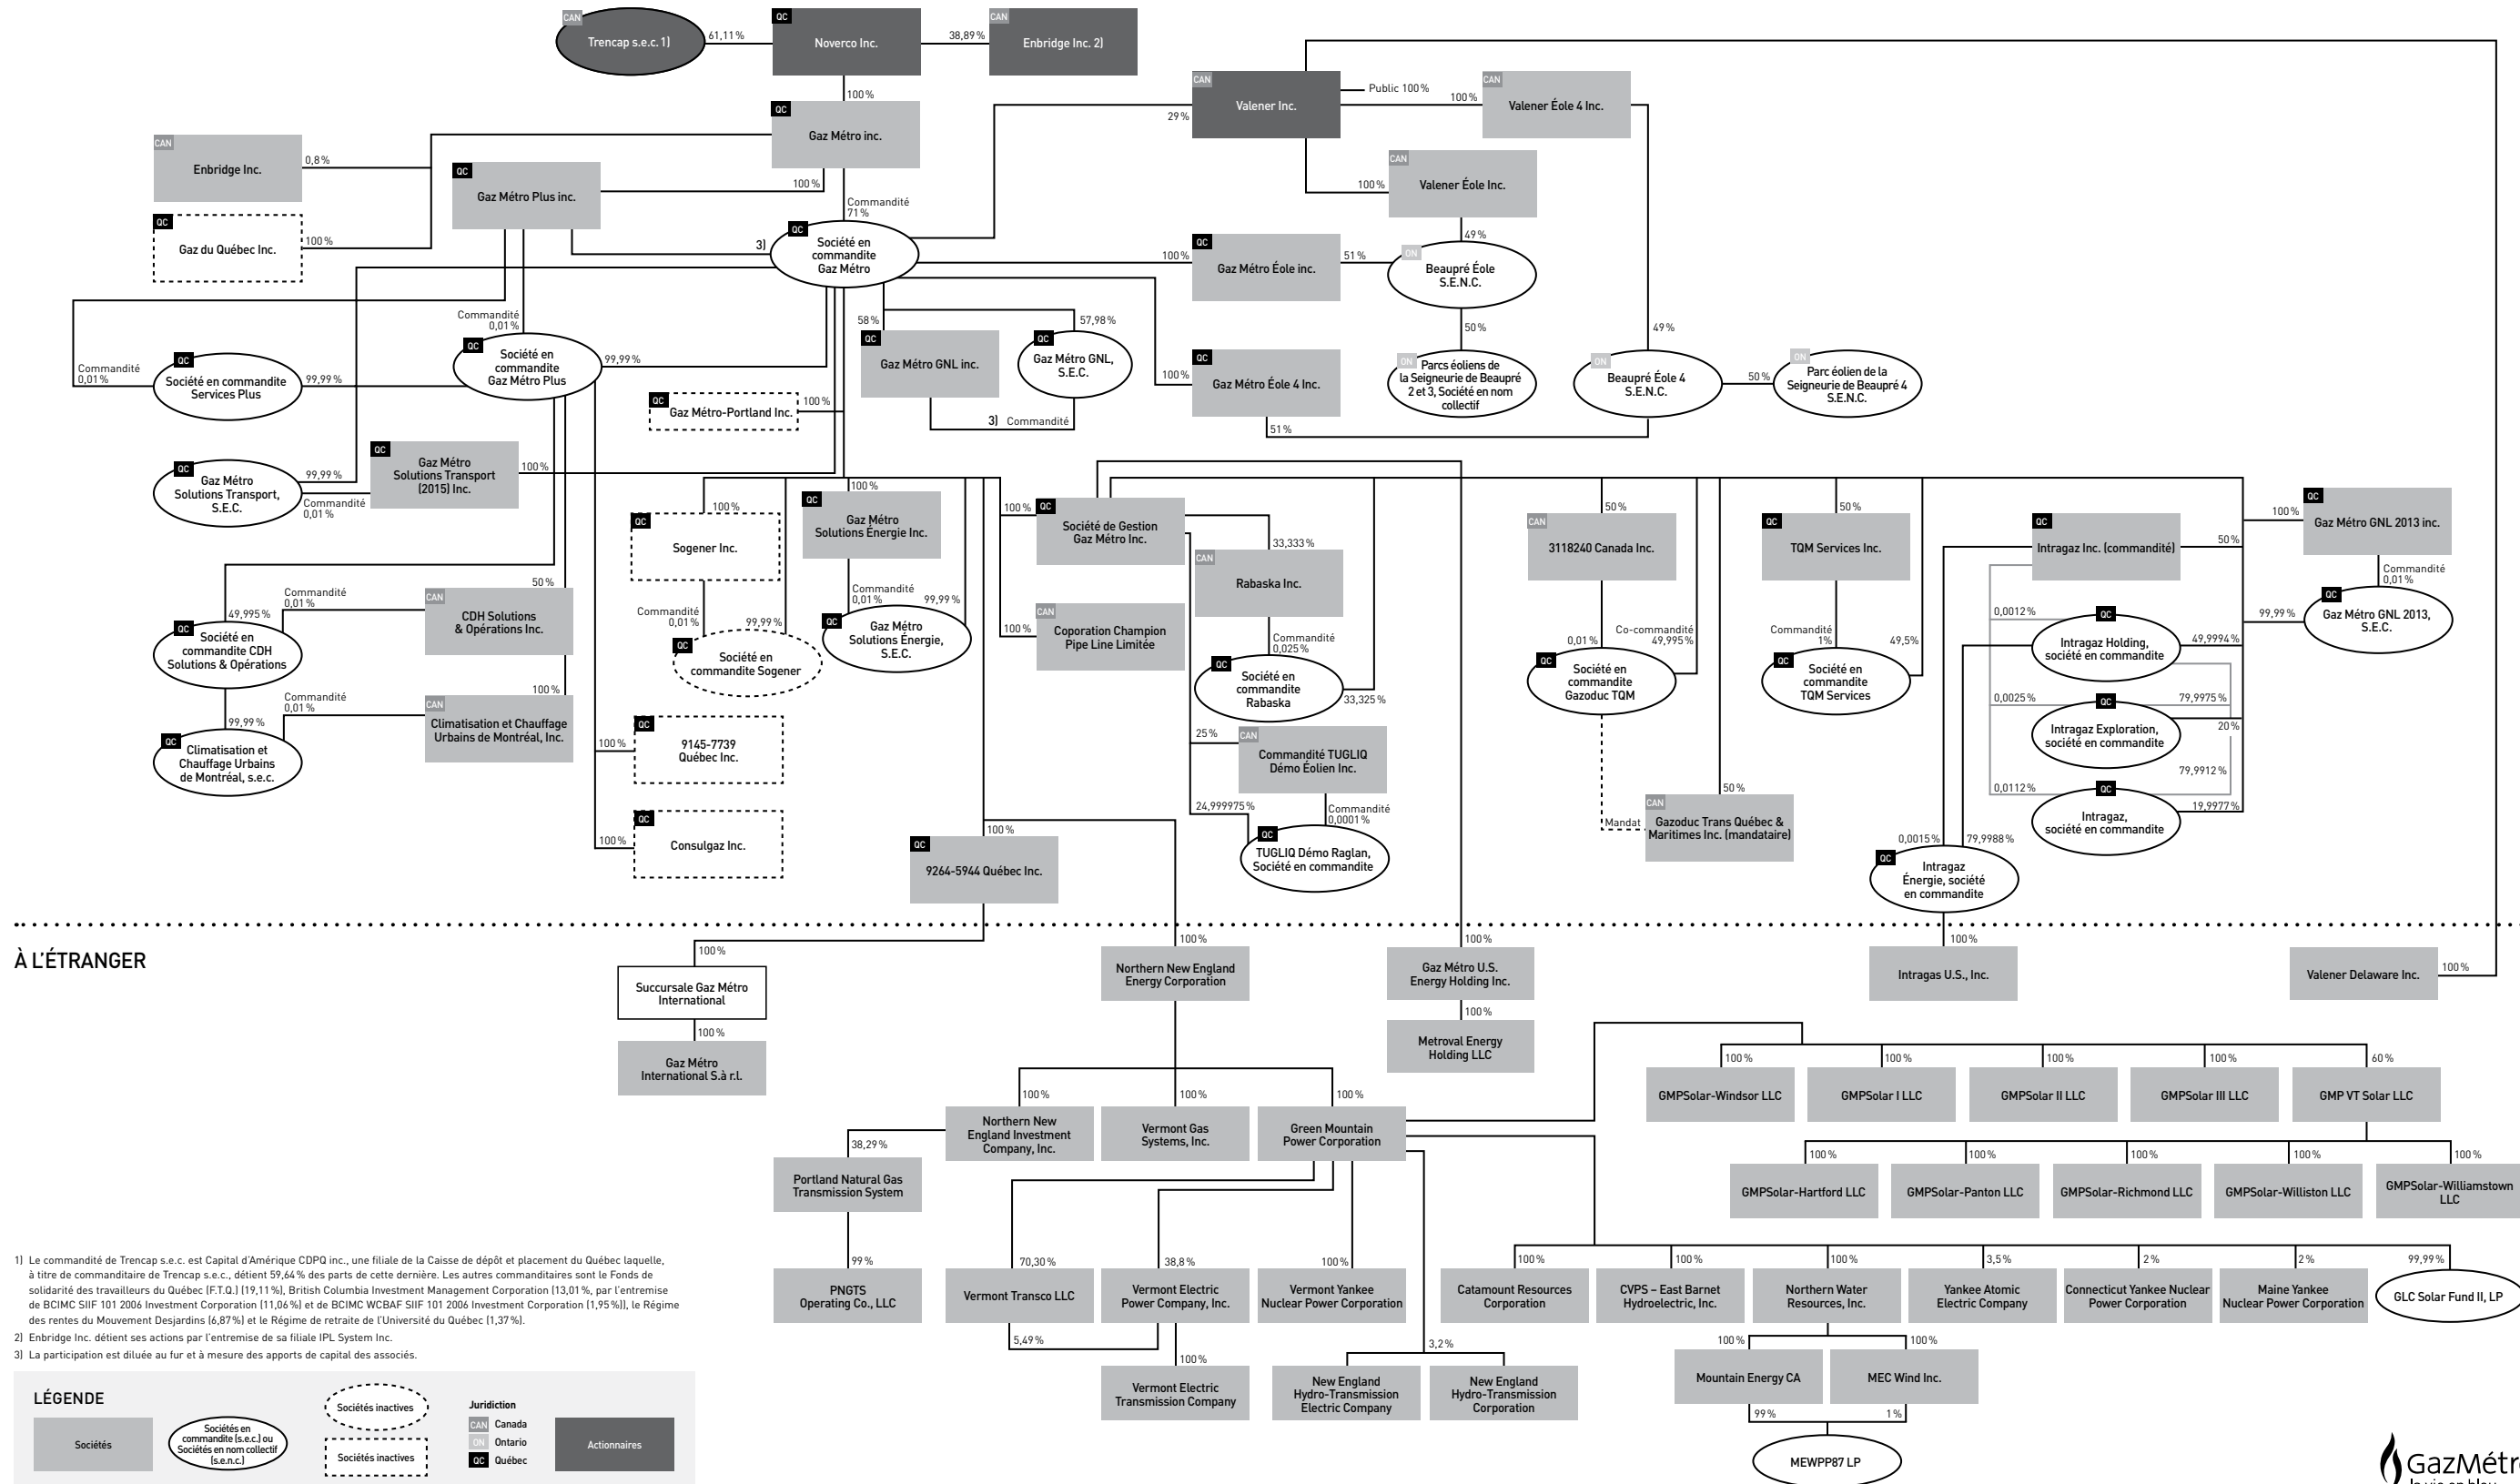 CAN
Trencap s.e.c. 1)
61,11 %
QC
Noverco Inc.
38,89 %
CAN
Enbridge Inc. 2)
100 %
QC
Gaz Métro inc.
CAN
Valener Inc.
Public 100 %
29 %
100 %
CAN
Valener Éole 4 Inc.
CAN
Enbridge Inc.
0,8 %
QC
Gaz Métro Plus inc.
100 %
100 %
CAN
Valener Éole Inc.
QC
Gaz du Québec Inc.
100 %
Commandité
71 %
3)
QC
Société en
commandite
Gaz Métro
49 %
100 %
QC
Gaz Métro Éole inc.
51 %
ON
Beaupré Éole
S.E.N.C.
Commandité
0,01 %
58 %
57,98 %
50 %
49 %
Commandité
0,01 %
QC
Société en commandite
Services Plus
99,99 %
QC
Société en
commandite
Gaz Métro Plus
99,99 %
QC
Gaz Métro GNL inc.
QC
Gaz Métro GNL,
S.E.C.
100 %
QC
Gaz Métro Éole 4 Inc.
ON
Parcs éoliens de
la Seigneurie de Beaupré
2 et 3, Société en nom
collectif
ON
Beaupré Éole 4
S.E.N.C.
50 %
ON
Parc éolien de la
Seigneurie de Beaupré 4
S.E.N.C.
QC
Gaz Métro-Portland Inc.
100 %
3) Commandité
51 %
QC
Gaz Métro
Solutions Transport,
S.E.C.
99,99 %
Commandité
0,01 %
QC
Gaz Métro
Solutions Transport
(2015) Inc.
100 %
100 %
QC
Sogener Inc.
100 %
QC
Gaz Métro
Solutions Énergie Inc.
100 %
QC
Société de Gestion
Gaz Métro Inc.
33,333 %
CAN
Rabaska Inc.
50 %
CAN
3118240 Canada Inc.
50 %
QC
TQM Services Inc.
QC
Intragaz Inc. (commandité)
50 %
100 %
QC
Gaz Métro GNL 2013 inc.
Commandité
0,01 %
99,99 %
QC
Gaz Métro GNL 2013,
S.E.C.
49,995 %
Commandité
0,01 %
50 %
CAN
CDH Solutions
& Opérations Inc.
QC
Société en
commandite CDH
Solutions & Opérations
Commandité
0,01 %
99,99 %
QC
Société en
commandite Sogener
Commandité
0,01 %
99,99 %
QC
Gaz Métro
Solutions Énergie,
S.E.C.
100 %
CAN
Coporation Champion
Pipe Line Limitée
Commandité
0,025 %
QC
Société en
commandite
Rabaska
33,325 %
0,01 %
Co-commandité
49,995 %
QC
Société en
commandite
Gazoduc TQM
Commandité
1 %
49,5 %
QC
Société en
commandite
TQM Services
0,0012 %
QC
Intragaz Holding,
société en commandite
49,9994 %
0,0025 %
QC
79,9975 %
Intragaz Exploration,
société en commandite
20 %
79,9912 %
0,0112 %
QC
Intragaz,
société en commandite
19,9977 %
99,99 %
Commandité
0,01 %
100 %
CAN
Climatisation et Chauffage
Urbains de Montréal, Inc.
QC
Climatisation et
Chauffage Urbains
de Montréal, s.e.c.
100 %
QC
9145-7739
Québec Inc.
100 %
QC
Consulgaz Inc.
25 %
CAN
Commandité TUGLIQ
Démo Éolien Inc.
24,999975 %
Commandité
0,0001 %
QC
TUGLIQ Démo Raglan,
Société en commandite
Mandat
50 %
CAN
Gazoduc Trans Québec &
Maritimes Inc. (mandataire)
0,0015 %
79,9988 %
QC
Intragaz
Énergie, société
en commandite
100 %
QC
9264-5944 Québec Inc.
À L’ÉTRANGER
100 %
Succursale Gaz Métro
International
100 %
Gaz Métro
International S.à r.l.
100 %
Northern New England
Energy Corporation
100 %
Gaz Métro U.S.
Energy Holding Inc.
100 %
Metroval Energy
Holding LLC
100 %
Intragas U.S., Inc.
Valener Delaware Inc.
100 %
100 %
GMPSolar-Windsor LLC
100 %
GMPSolar I LLC
100 %
GMPSolar II LLC
100 %
GMPSolar III LLC
60 %
GMP VT Solar LLC
100 %
Northern New
England Investment
Company, Inc.
100 %
Vermont Gas
Systems, Inc.
100 %
Green Mountain
Power Corporation
38,29 %
Portland Natural Gas
Transmission System
100 %
GMPSolar-Hartford LLC
100 %
GMPSolar-Panton LLC
100 %
GMPSolar-Richmond LLC
100 %
GMPSolar-Williston LLC
100 %
GMPSolar-Williamstown
LLC
99 %
PNGTS
Operating Co., LLC
70,30 %
Vermont Transco LLC
38,8 %
Vermont Electric
Power Company, Inc.
100 %
Vermont Yankee
Nuclear Power Corporation
100 %
Catamount Resources
Corporation
100 %
CVPS – East Barnet
Hydroelectric, Inc.
100 %
Northern Water
Resources, Inc.
3,5 %
Yankee Atomic
Electric Company
2 %
Connecticut Yankee Nuclear
Power Corporation
2 %
Maine Yankee
Nuclear Power Corporation
99,99 %
GLC Solar Fund II, LP
5,49 %
100 %
Vermont Electric
Transmission Company
3,2 %
New England
Hydro-Transmission
Electric Company
New England
Hydro-Transmission
Corporation
100 %
Mountain Energy CA
100 %
MEC Wind Inc.
99 %
1 %
MEWPP87 LP
1) Le commandité de Trencap s.e.c. est Capital d’Amérique CDPQ inc., une filiale de la Caisse de dépôt et placement du Québec laquelle,
à titre de commanditaire de Trencap s.e.c., détient 59,64 % des parts de cette dernière. Les autres commanditaires sont le Fonds de
solidarité des travailleurs du Québec (F.T.Q.) (19,11 %), British Columbia Investment Management Corporation (13,01 %, par l’entremise
de BCIMC SIIF 101 2006 Investment Corporation (11,06 %) et de BCIMC WCBAF SIIF 101 2006 Investment Corporation (1,95 %)), le Régime
des rentes du Mouvement Desjardins (6,87 %) et le Régime de retraite de l’Université du Québec (1,37 %).
2) Enbridge Inc. détient ses actions par l’entremise de sa filiale IPL System Inc.
3) La participation est diluée au fur et à mesure des apports de capital des associés.
LÉGENDE
Sociétés
Sociétés en
commandite (s.e.c.) ou
Sociétés en nom collectif
(s.e.n.c.)
Sociétés inactives
Sociétés inactives
Juridiction
CAN Canada
ON Ontario
QC Québec
Actionnaires
GazMétro